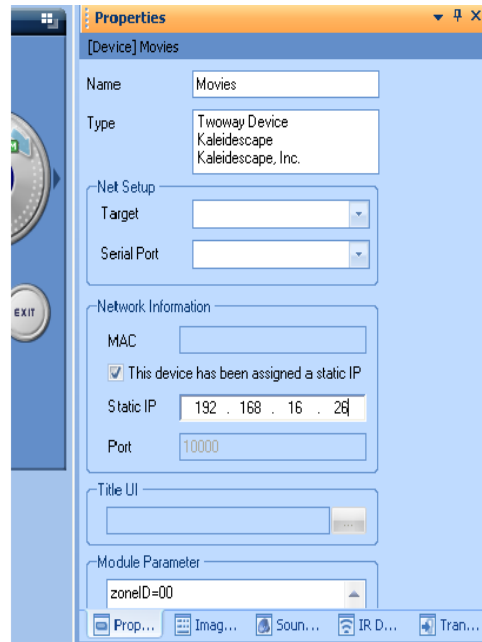 Properties
[Device] Movies
Name Movies
Type Twoway Device
Kaleidescape
Kaleidescape, Inc.
Net Setup
Target
Serial Port
Network Information
MAC
This device has been assigned a static IP
Static IP 192 . 168 . 16 . 26
Port 10000
Title UI
...
Module Parameter
zoneID=00
EXIT
Prop... Imag... Soun... IR D... Tran...